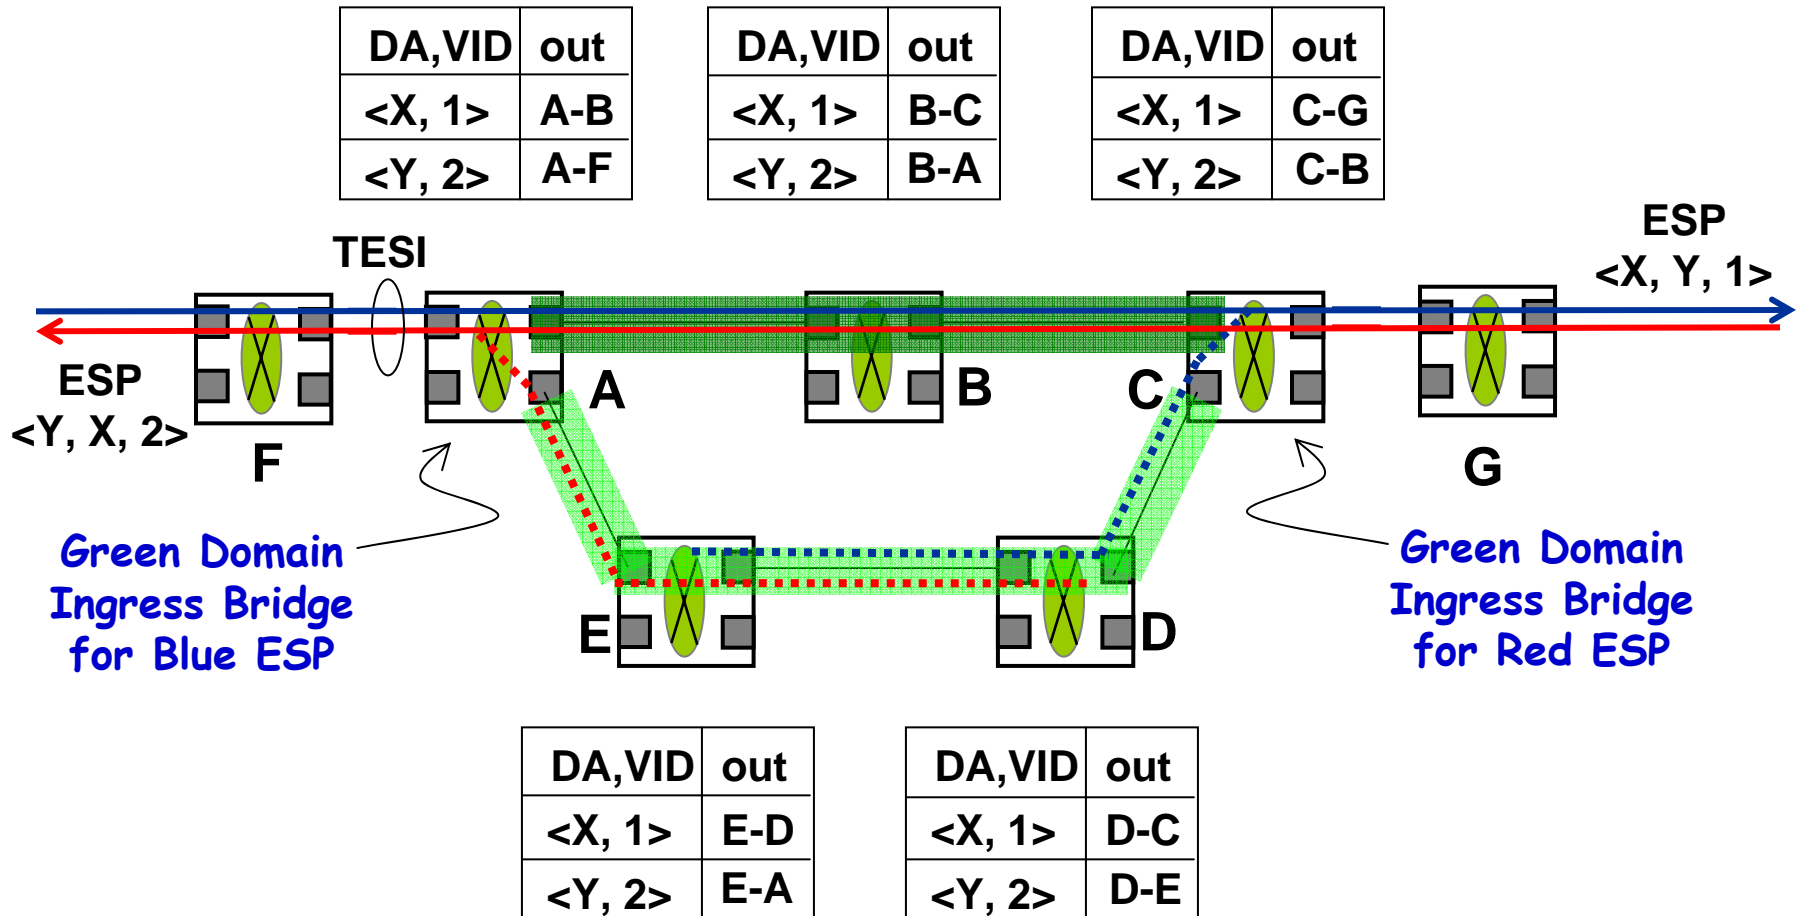 DA,VID out
<X, 1> A-B
<Y, 2> A-F
DA,VID out
<X, 1> B-C
<Y, 2> B-A
DA,VID out
<X, 1> C-G
<Y, 2> C-B
TESI
ESP
<X, Y, 1>
ESP
<Y, X, 2>
F
A
B
C
G
Green Domain
Ingress Bridge
for Blue ESP
E
D
Green Domain
Ingress Bridge
for Red ESP
DA,VID out
<X, 1> E-D
<Y, 2> E-A
DA,VID out
<X, 1> D-C
<Y, 2> D-E